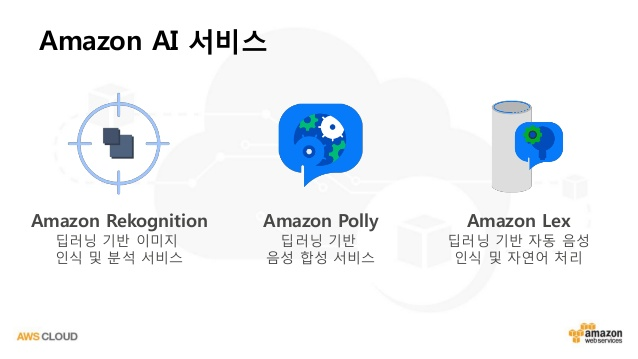 Amazon AI 서비스
Amazon Rekognition
딥러닝 기반 이미지
인식 및 분석 서비스
Amazon Polly
딥러닝 기반
음성 합성 서비스
Amazon Lex
딥러닝 기반 자동 음성
인식 및 자연어 처리
AWS CLOUD
amazon
web services